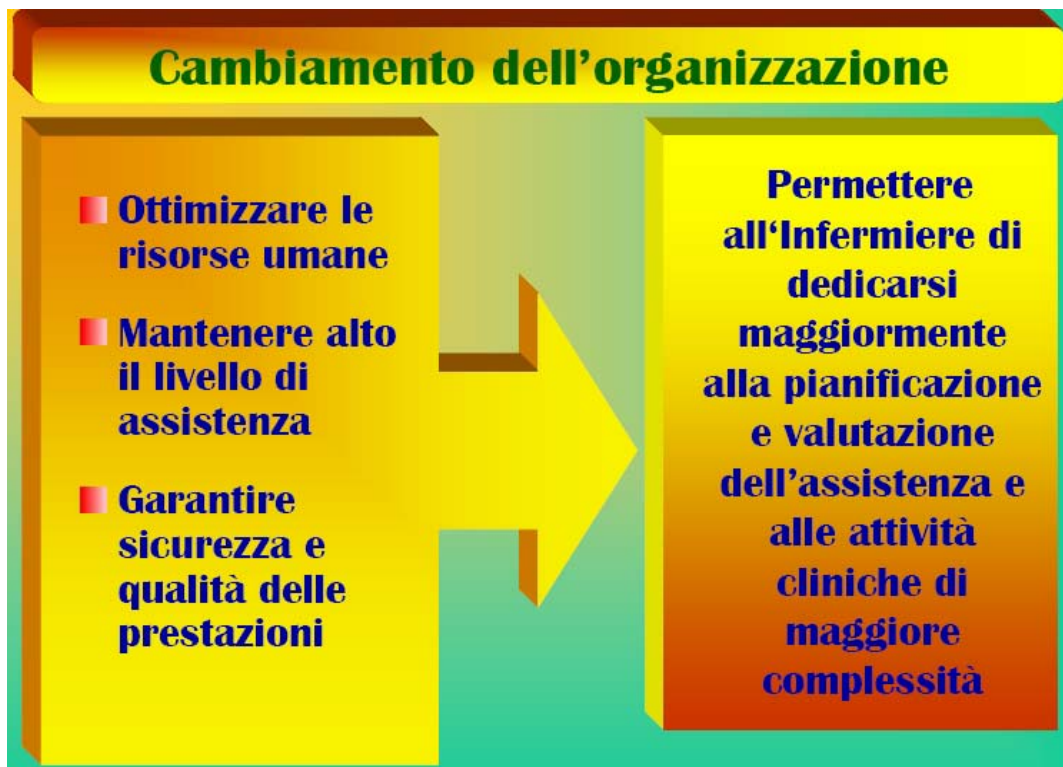 Cambiamento dell’organizzazione
Ottimizzare le
risorse umane
Mantenere alto
il livello di
assistenza
Garantire
sicurezza e
qualità delle
prestazioni
Permettere
all‘Infermiere di
dedicarsi
maggiormente
alla pianificazione
e valutazione
dell’assistenza e
alle attività
cliniche di
maggiore
complessità